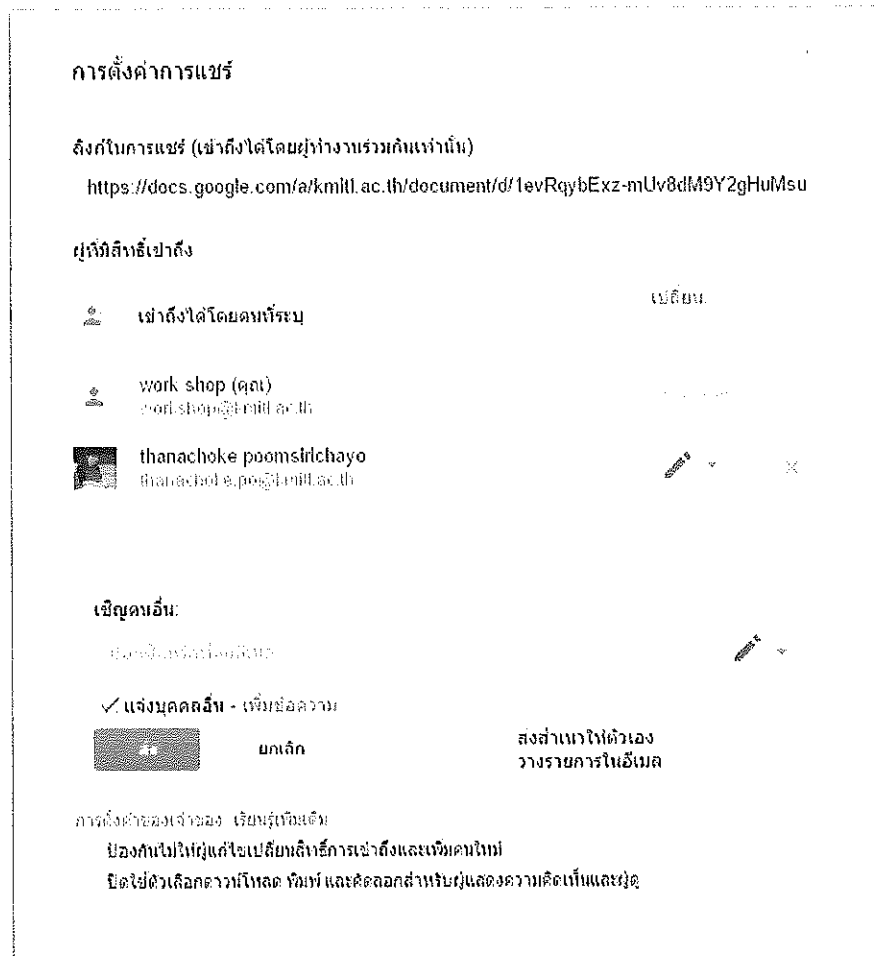 การตั้งค่าการแชร์
ลิงก์ในการแชร์ (เข้าถึงได้โดยผู้ทำงานร่วมกันเท่านั้น)
https://docs.google.com/a/kmitl.ac.th/document/d/1evRqybExz-mUv8dM9Y2gHuMsu
ผู้ที่มีสิทธิ์เข้าถึง
เข้าถึงได้โดยคนที่ระบุ
เปลี่ยน
work shop (คุณ)
work.shop@kmitl.ac.th
thanachoke poomsirichayo
thanachoke.po@kmitl.ac.th
เชิญคนอื่น:
แจ้งบุคคลอื่น - เพิ่มข้อความ
ส่ง
ยกเลิก
ส่งสำเนาให้ตัวเอง
วางรายการในอีเมล
การตั้งค่าของเจ้าของ เรียนรู้เพิ่มเติม
ป้องกันไม่ให้ผู้แก้ไขเปลี่ยนสิทธิ์การเข้าถึงและเพิ่มคนใหม่
ปิดใช้ตัวเลือกดาวน์โหลด พิมพ์ และคัดลอกสำหรับผู้แสดงความคิดเห็นและผู้ดู